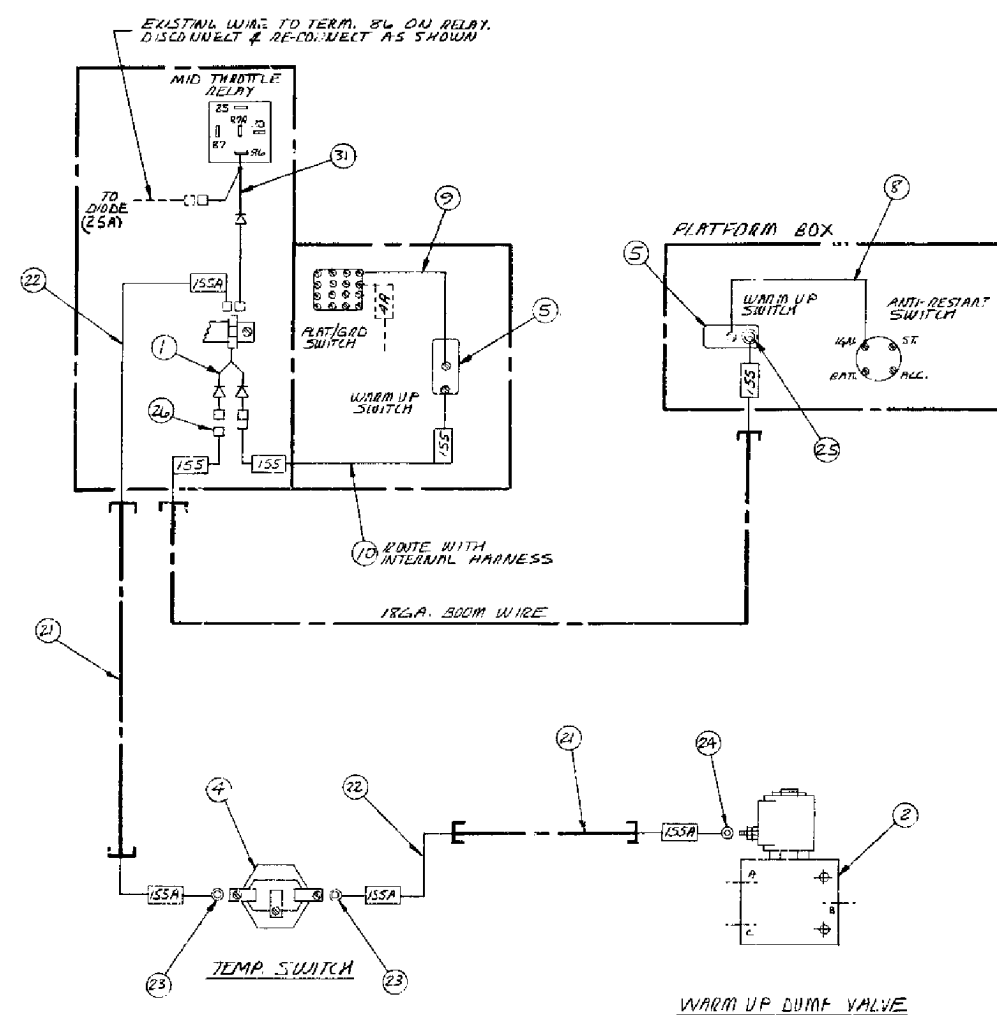 EXISTING WIRE TO TERM. 86 ON RELAY.
DISCONNECT & RE-CONNECT AS SHOWN
MID THROTTLE
RELAY
85
87A
30
87
86
31
TO
DIODE
(25A)
9
8
PLATFORM BOX
22
155A
5
WARM UP
SWITCH
ANTI-RESTART
SWITCH
4A
PLAT/GRD
SWITCH
5
IGN.
ST.
1
BATT.
ACC.
155
WARM UP
SWITCH
26
155
25
155
155
10
ROUTE WITH
INTERNAL HARNESS
18GA. BOOM WIRE
21
21
24
4
22
2
155A
A
155A
155A
B
C
23
23
TEMP. SWITCH
WARM UP DUMP VALVE